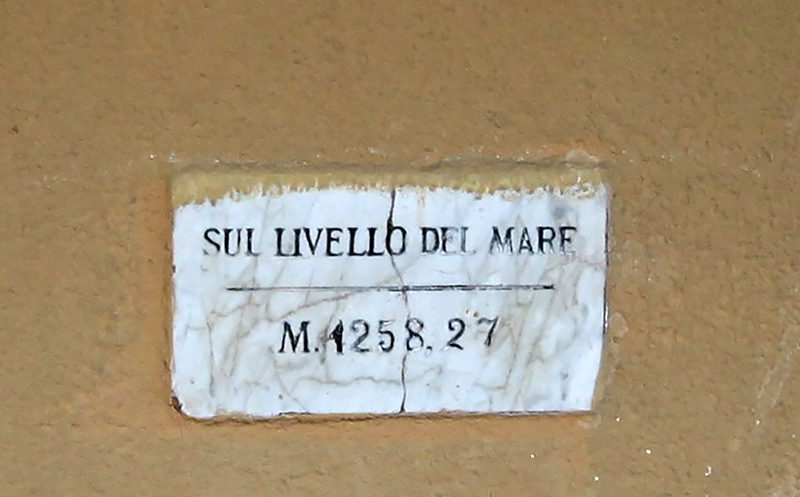 SUL LIVELLO DEL MARE
M. 1258, 27